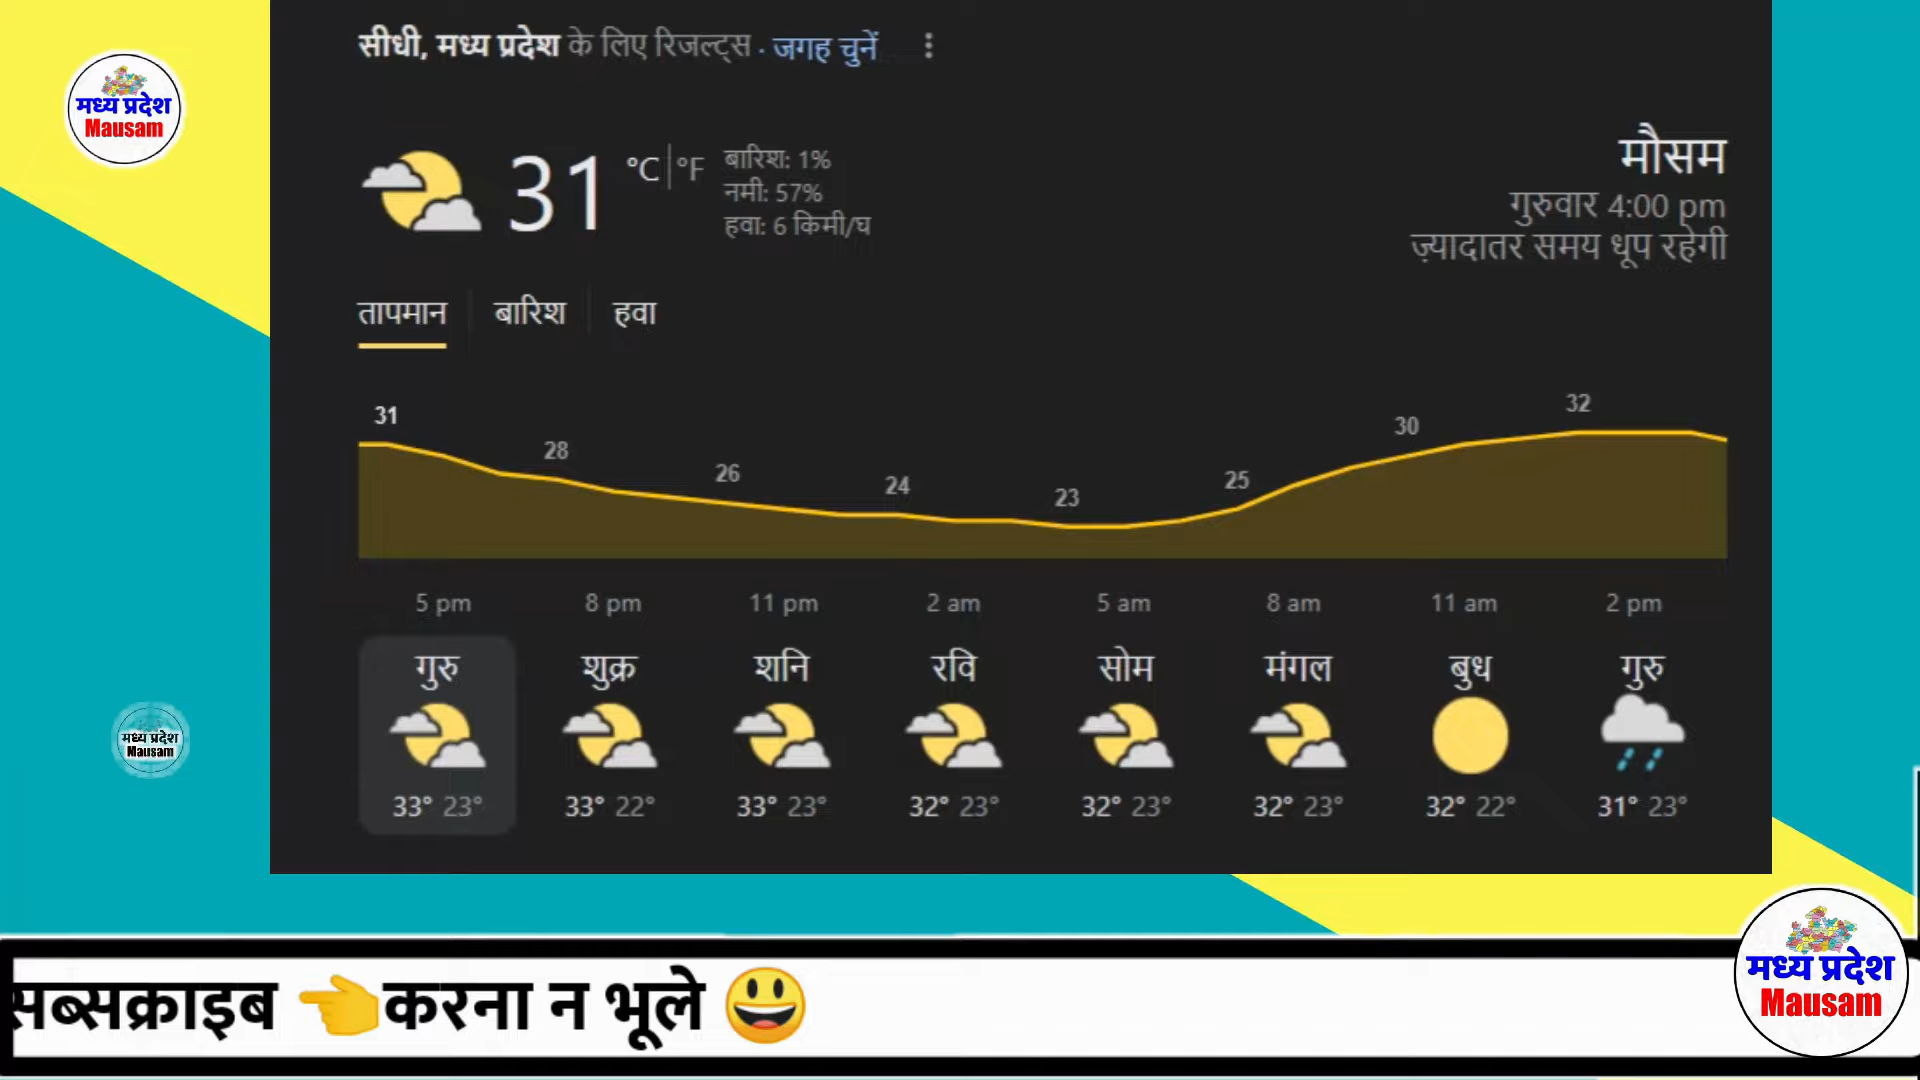 सीधी, मध्य प्रदेश के लिए रिजल्ट्स · जगह चुनें
मध्य प्रदेश
Mausam
31 °C | °F
बारिश: 1%
नमी: 57%
हवा: 6 किमी/घ
मौसम
गुरुवार 4:00 pm
ज़्यादातर समय धूप रहेगी
तापमान बारिश हवा
31 28 26 24 23 25 30 32
5 pm 8 pm 11 pm 2 am 5 am 8 am 11 am 2 pm
गुरु शुक्र शनि रवि सोम मंगल बुध गुरु
33° 23° 33° 22° 33° 23° 32° 23° 32° 23° 32° 23° 32° 22° 31° 23°
मध्य प्रदेश
Mausam
सब्सक्राइब 👈करना न भूले 😃
मध्य प्रदेश
Mausam